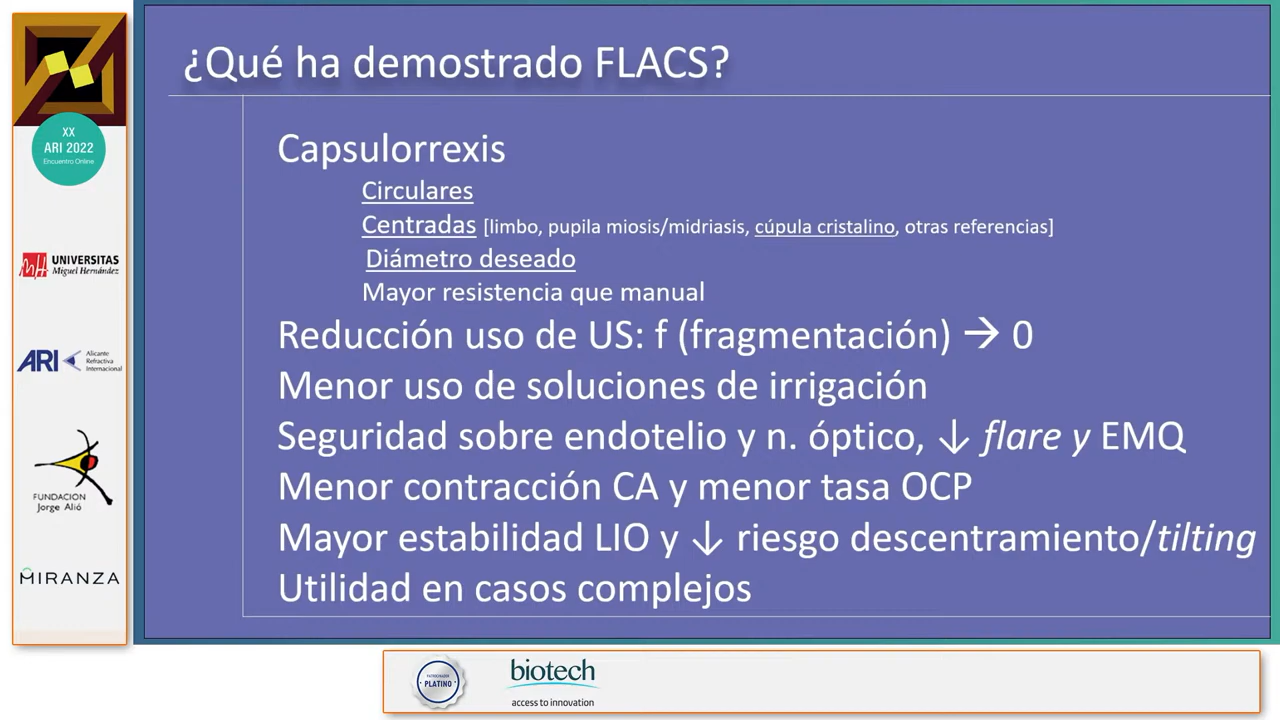 ¿Qué ha demostrado FLACS?
Capsulorrexis
Circulares
Centradas [limbo, pupila miosis/midriasis, cúpula cristalino, otras referencias]
Diámetro deseado
Mayor resistencia que manual
Reducción uso de US: f (fragmentación) → 0
Menor uso de soluciones de irrigación
Seguridad sobre endotelio y n. óptico, ↓ flare y EMQ
Menor contracción CA y menor tasa OCP
Mayor estabilidad LIO y ↓ riesgo descentramiento/tilting
Utilidad en casos complejos
XX
ARI 2022
Encuentro Online
UNIVERSITAS
Miguel Hernández
ARI
Alicante
Refractiva
Internacional
FUNDACION
Jorge Alió
MIRANZA
PATROCINADOR
PLATINO
biotech
access to innovation